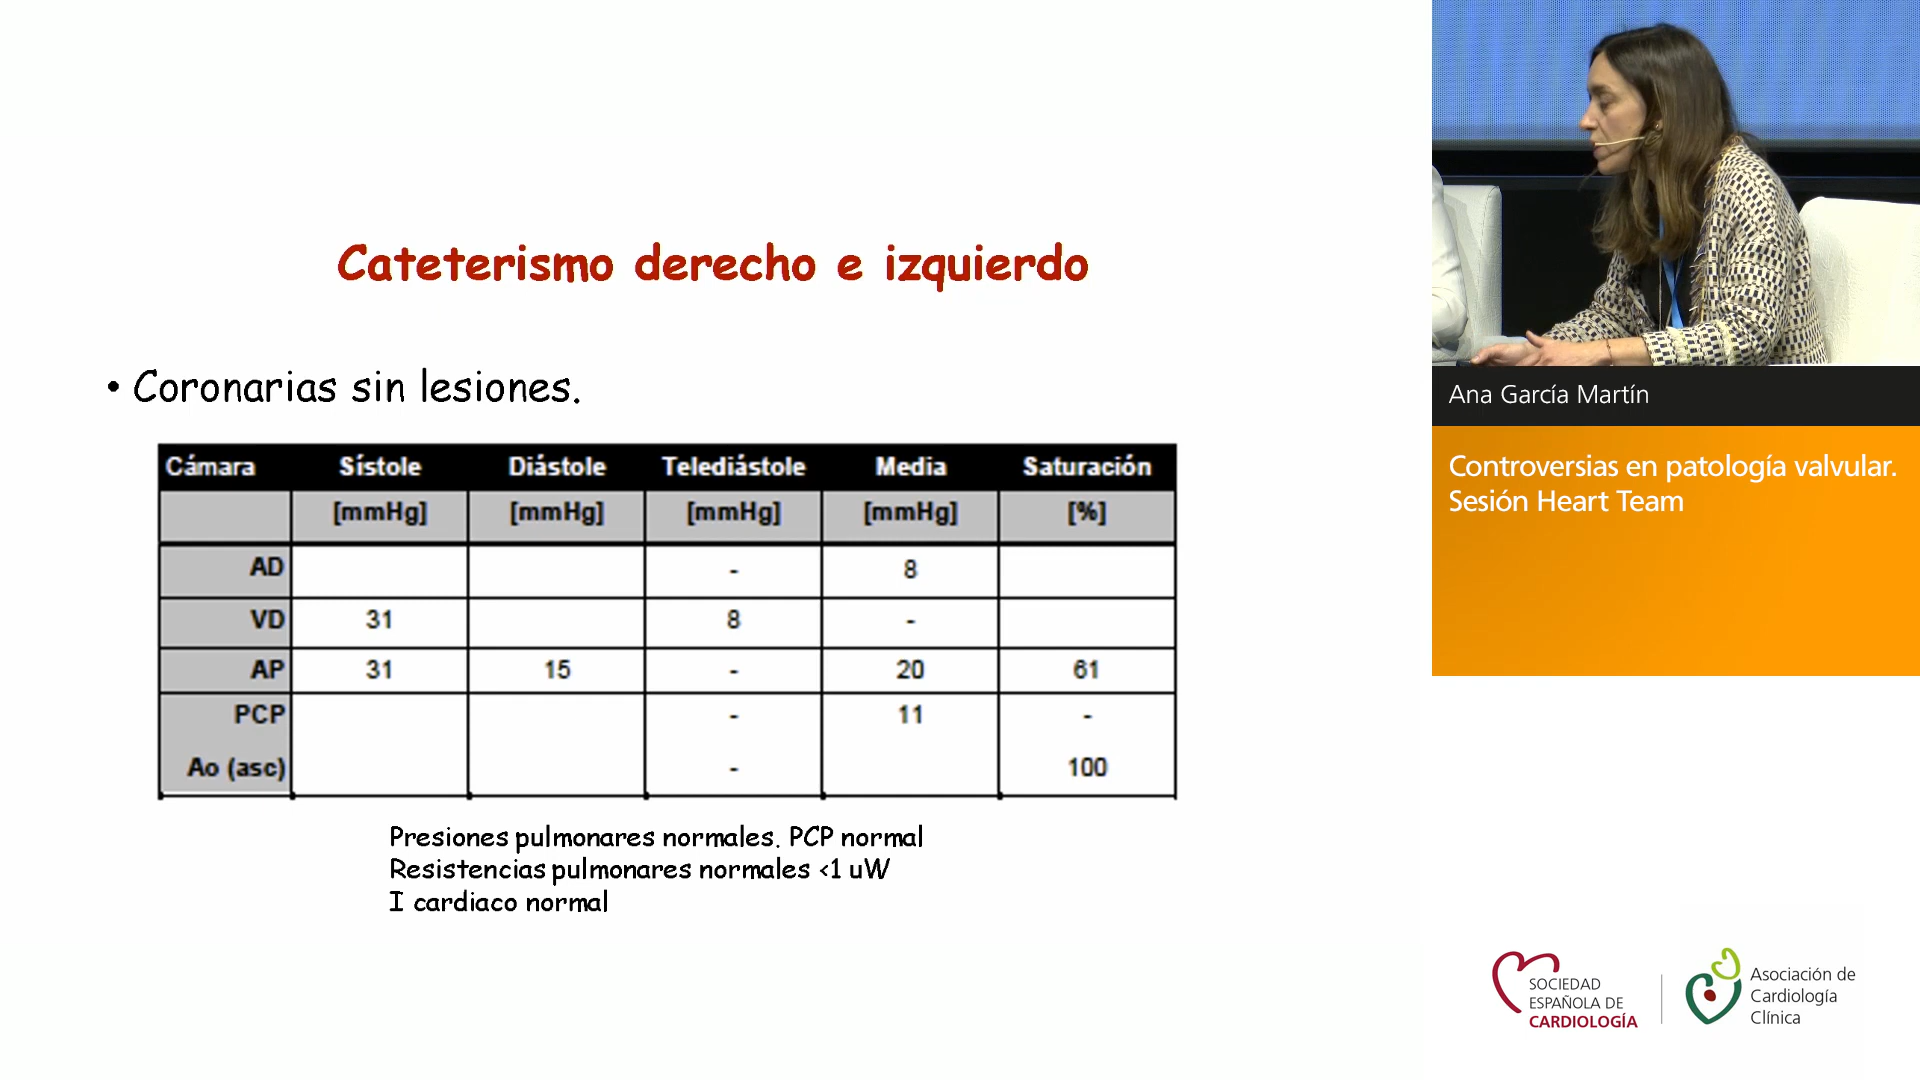 Cateterismo derecho e izquierdo
• Coronarias sin lesiones.
Cámara Sístole Diástole Telediástole Media Saturación
[mmHg] [mmHg] [mmHg] [mmHg] [%]
AD - 8
VD 31 8 -
AP 31 15 - 20 61
PCP - 11 -
Ao (asc) - 100
Presiones pulmonares normales. PCP normal
Resistencias pulmonares normales <1 uW
I cardiaco normal
Ana García Martín
Controversias en patología valvular.
Sesión Heart Team
SOCIEDAD
ESPAÑOLA DE
CARDIOLOGÍA
Asociación de
Cardiología
Clínica